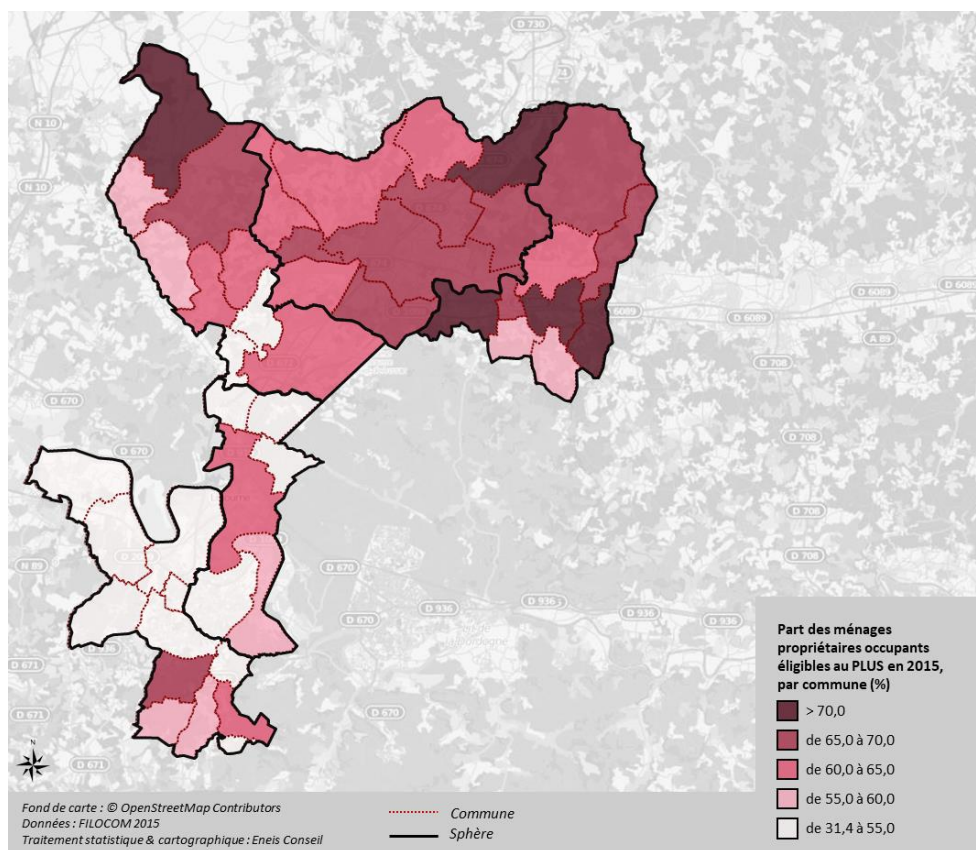 D 730
N 10
N 10
D 6089
6089
D 6089
A 89
D 708
D 670
D 670
D 708
D 708
N 89
D 670
D 936
D 936
D 936
D 936
D 670
D 671
D 671
D 670
D 671
N
Part des ménages
propriétaires occupants
éligibles au PLUS en 2015,
par commune (%)
> 70,0
de 65,0 à 70,0
de 60,0 à 65,0
de 55,0 à 60,0
de 31,4 à 55,0
Fond de carte : © OpenStreetMap Contributors
Données : FILOCOM 2015
Traitement statistique & cartographique : Eneis Conseil
Commune
Sphère